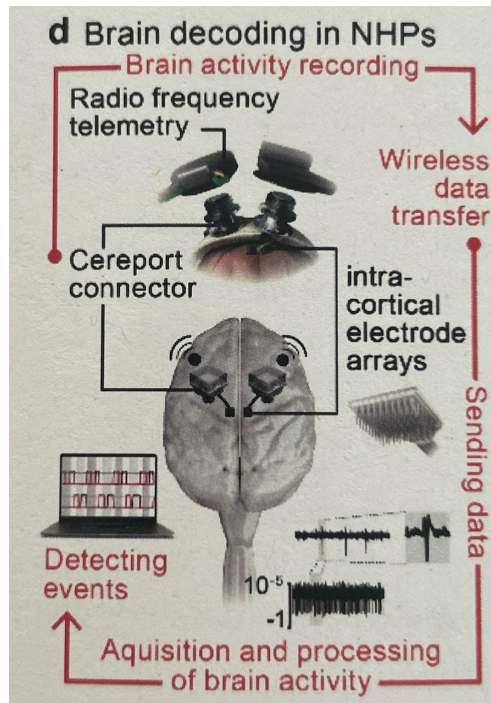 d Brain decoding in NHPs
Brain activity recording
Radio frequency
telemetry
Wireless
data
transfer
Cereport
connector
intra-
cortical
electrode
arrays
Sending data
Detecting
events
10-5
-1
Aquisition and processing
of brain activity